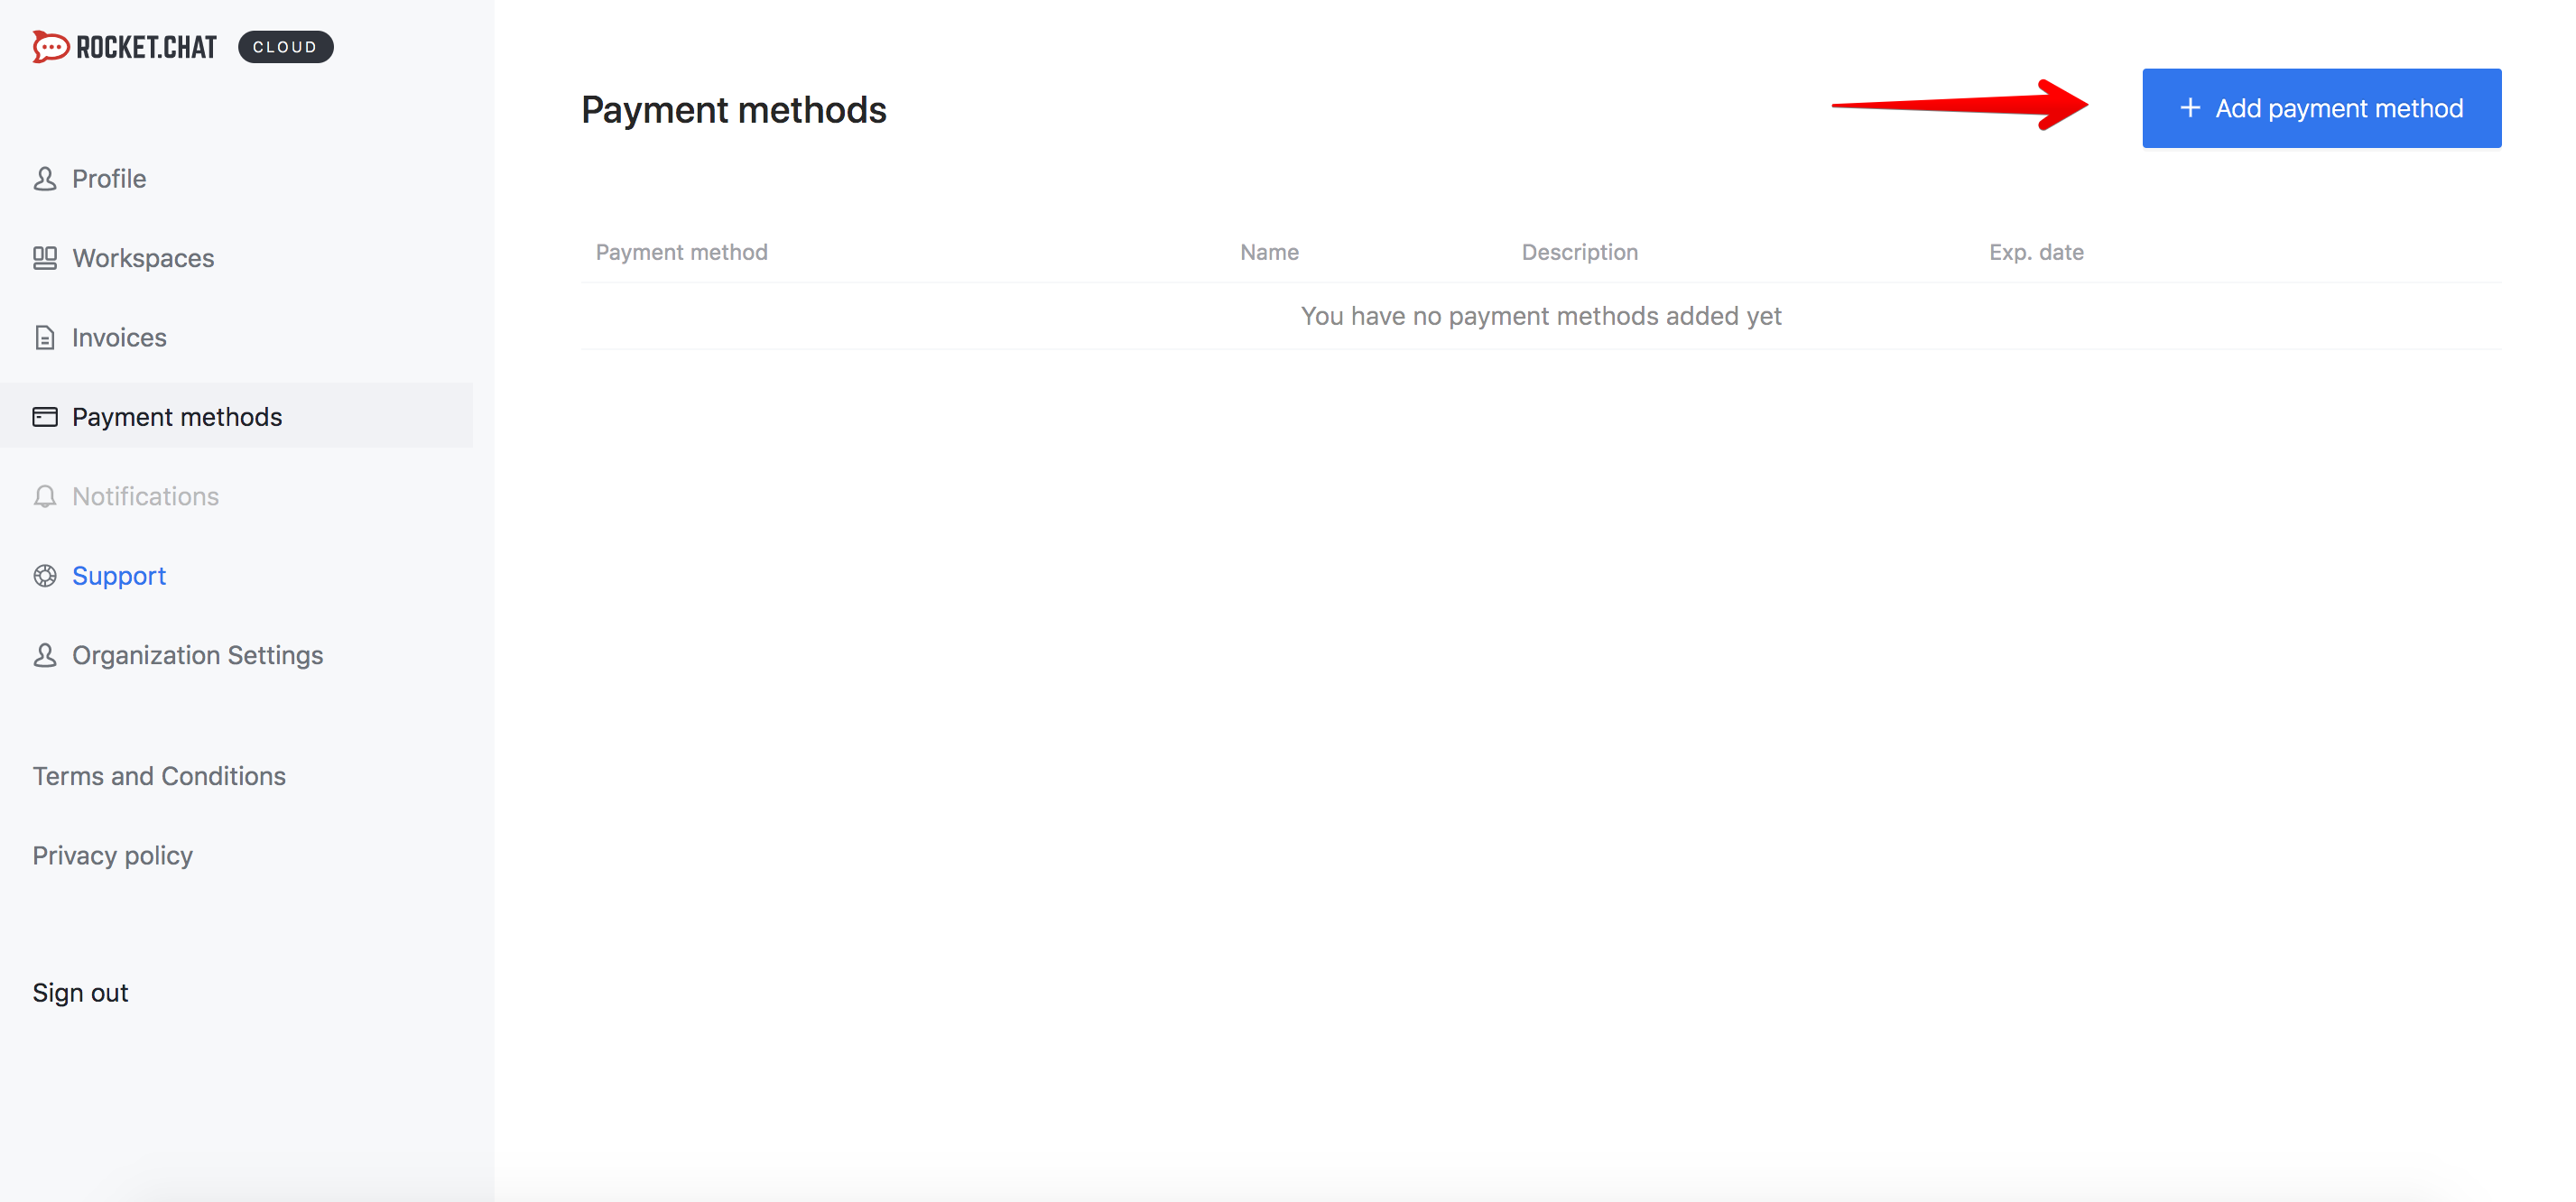 ROCKET.CHAT CLOUD
Profile
Workspaces
Invoices
Payment methods
Notifications
Support
Organization Settings
Terms and Conditions
Privacy policy
Sign out
Payment methods
+ Add payment method
Payment method Name Description Exp. date
You have no payment methods added yet